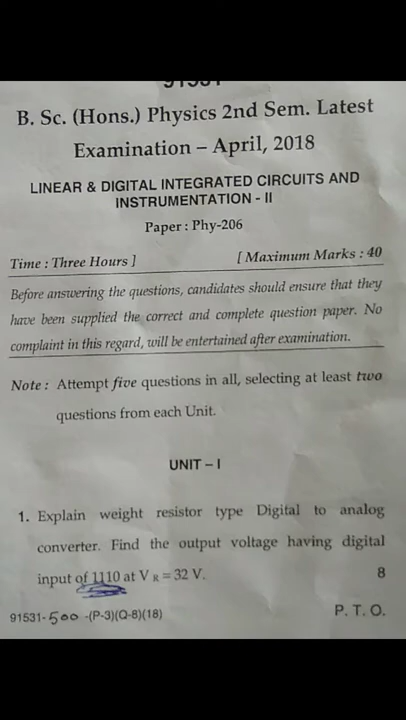 91531
B. Sc. (Hons.) Physics 2nd Sem. Latest
Examination – April, 2018
LINEAR & DIGITAL INTEGRATED CIRCUITS AND
INSTRUMENTATION - II
Paper : Phy-206
Time : Three Hours ] [ Maximum Marks : 40
Before answering the questions, candidates should ensure that they
have been supplied the correct and complete question paper. No
complaint in this regard, will be entertained after examination.
Note : Attempt five questions in all, selecting at least two
questions from each Unit.
UNIT – I
1. Explain weight resistor type Digital to analog
converter. Find the output voltage having digital
input of 1110 at V R = 32 V. 8
91531-500 -(P-3)(Q-8)(18) P. T. O.